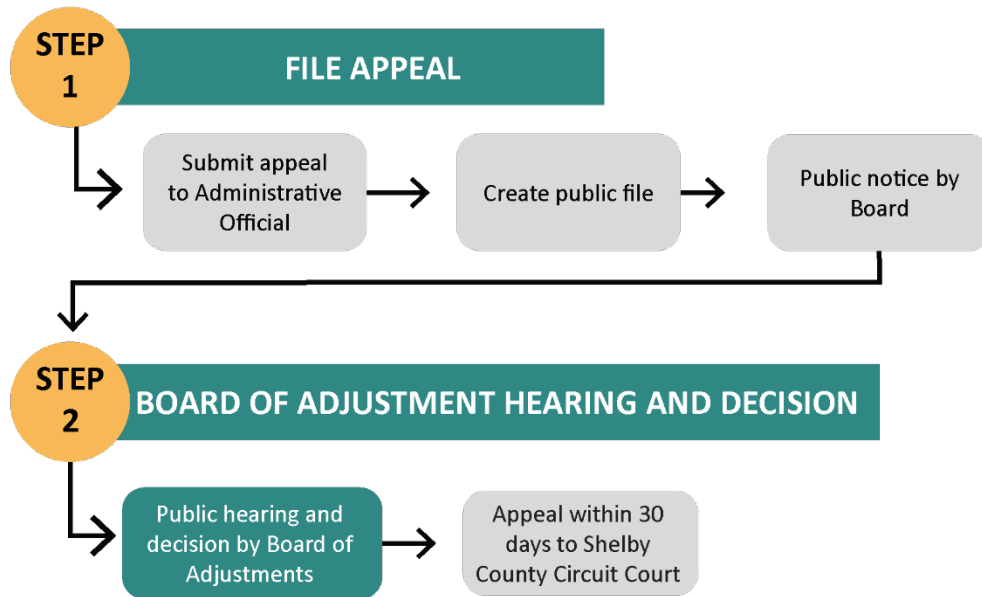 STEP
1
FILE APPEAL
Submit appeal
to Administrative
Official
Create public file
Public notice by
Board
STEP
2
BOARD OF ADJUSTMENT HEARING AND DECISION
Public hearing and
decision by Board of
Adjustments
Appeal within 30
days to Shelby
County Circuit Court